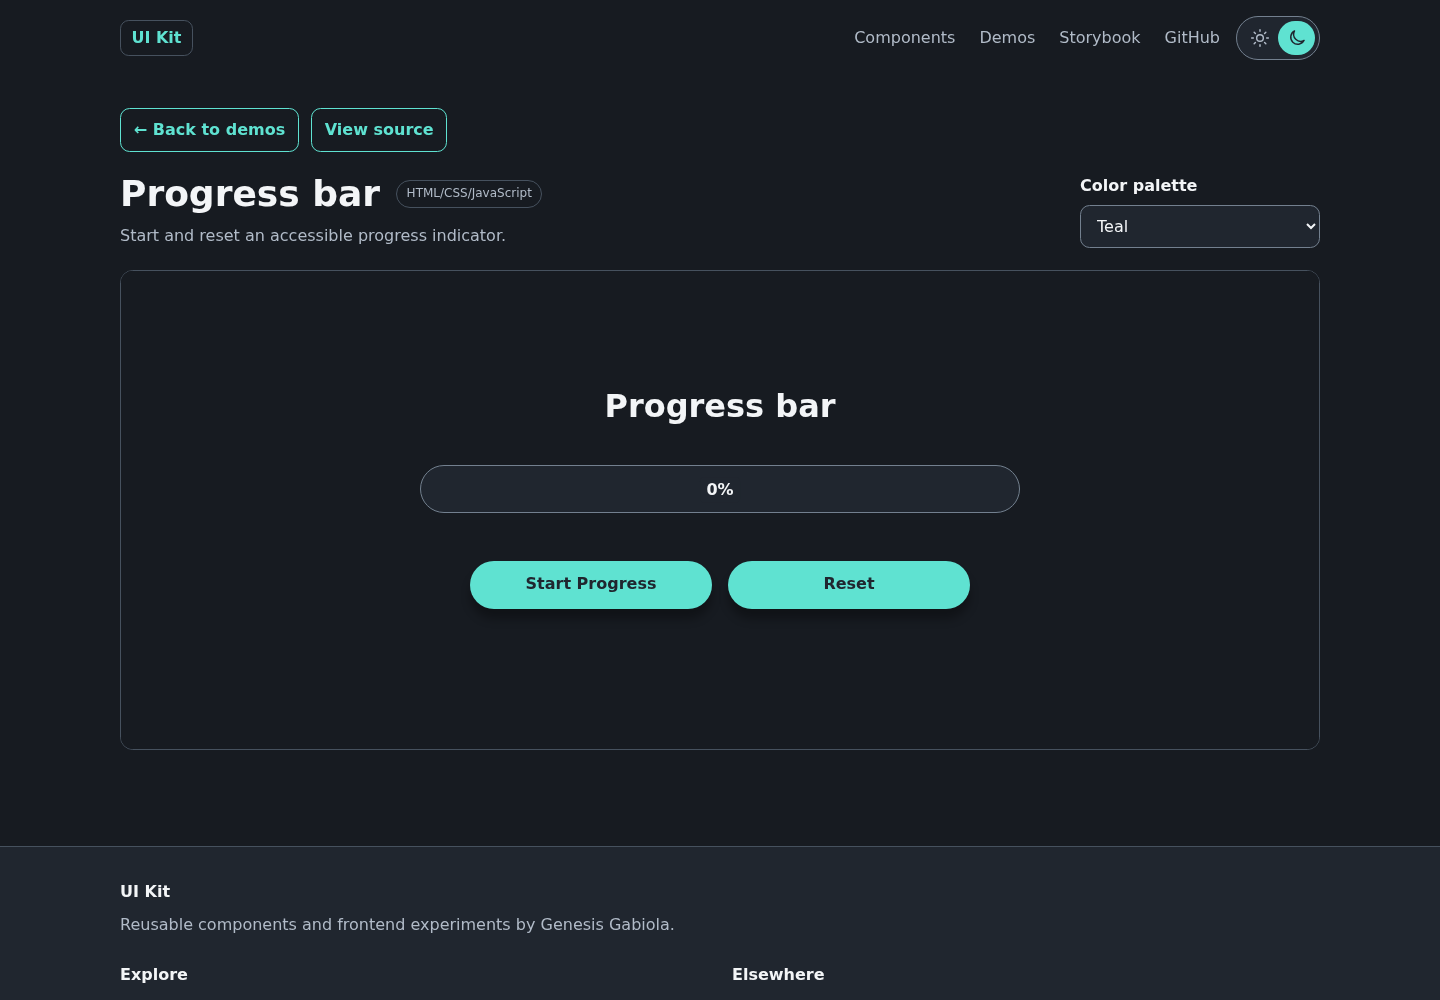 UI Kit
Components
Demos
Storybook
GitHub
← Back to demos
View source
Progress bar
HTML/CSS/JavaScript
Start and reset an accessible progress indicator.
Color palette
Teal
Progress bar
0%
Start Progress
Reset
UI Kit
Reusable components and frontend experiments by Genesis Gabiola.
Explore
Elsewhere